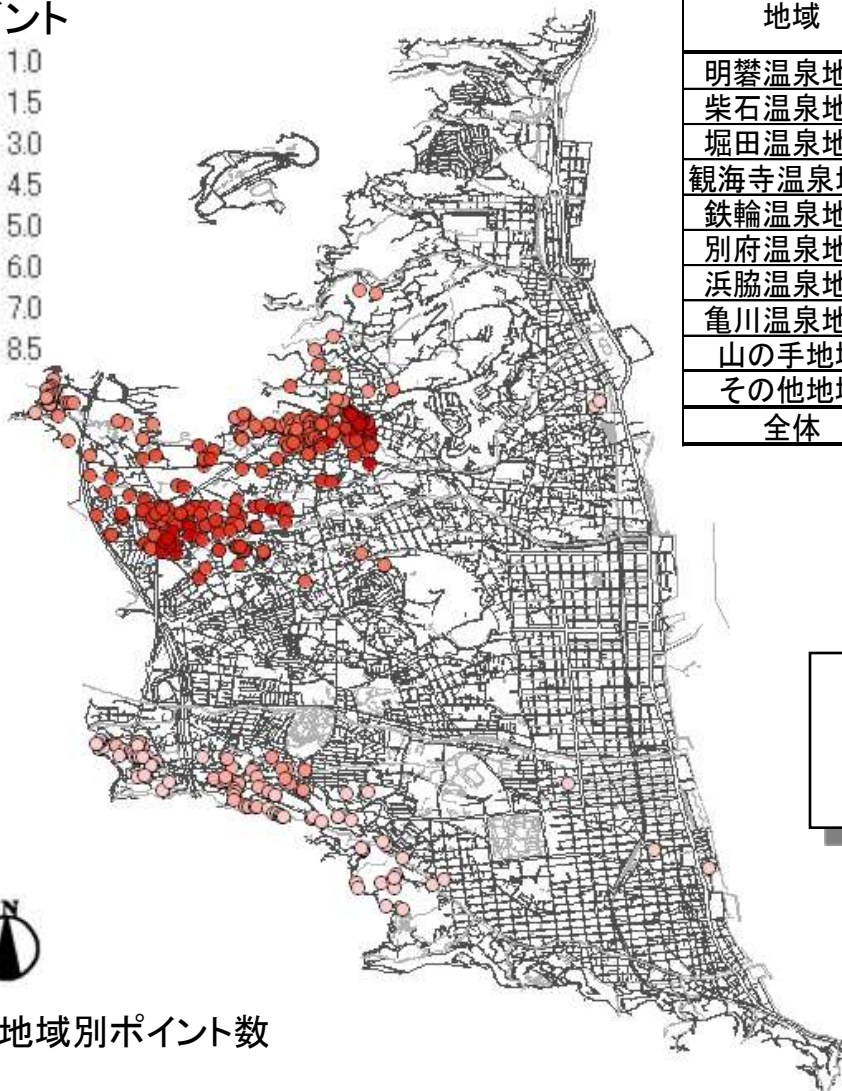 イント
1.0
1.5
3.0
4.5
5.0
6.0
7.0
8.5
地域
明礬温泉地
柴石温泉地
堀田温泉地
観海寺温泉
鉄輪温泉地
別府温泉地
浜脇温泉地
亀川温泉地
山の手地
その他地
全体
N
地域別ポイント数